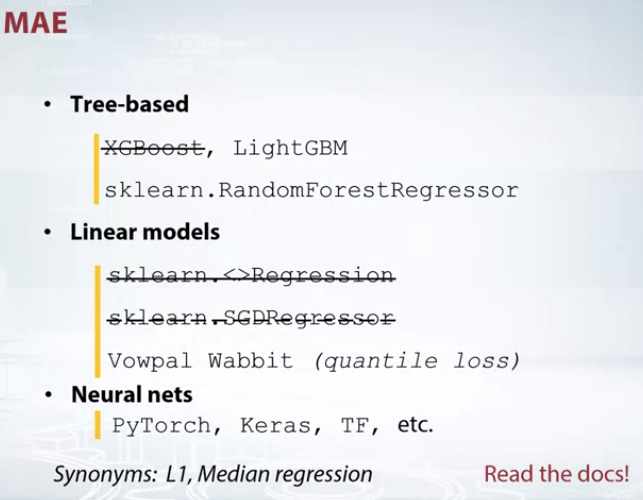 MAE
• Tree-based
XGBoost, LightGBM
sklearn.RandomForestRegressor
• Linear models
sklearn.<>Regression
sklearn.SGDRegressor
Vowpal Wabbit (quantile loss)
• Neural nets
PyTorch, Keras, TF, etc.
Synonyms: L1, Median regression Read the docs!